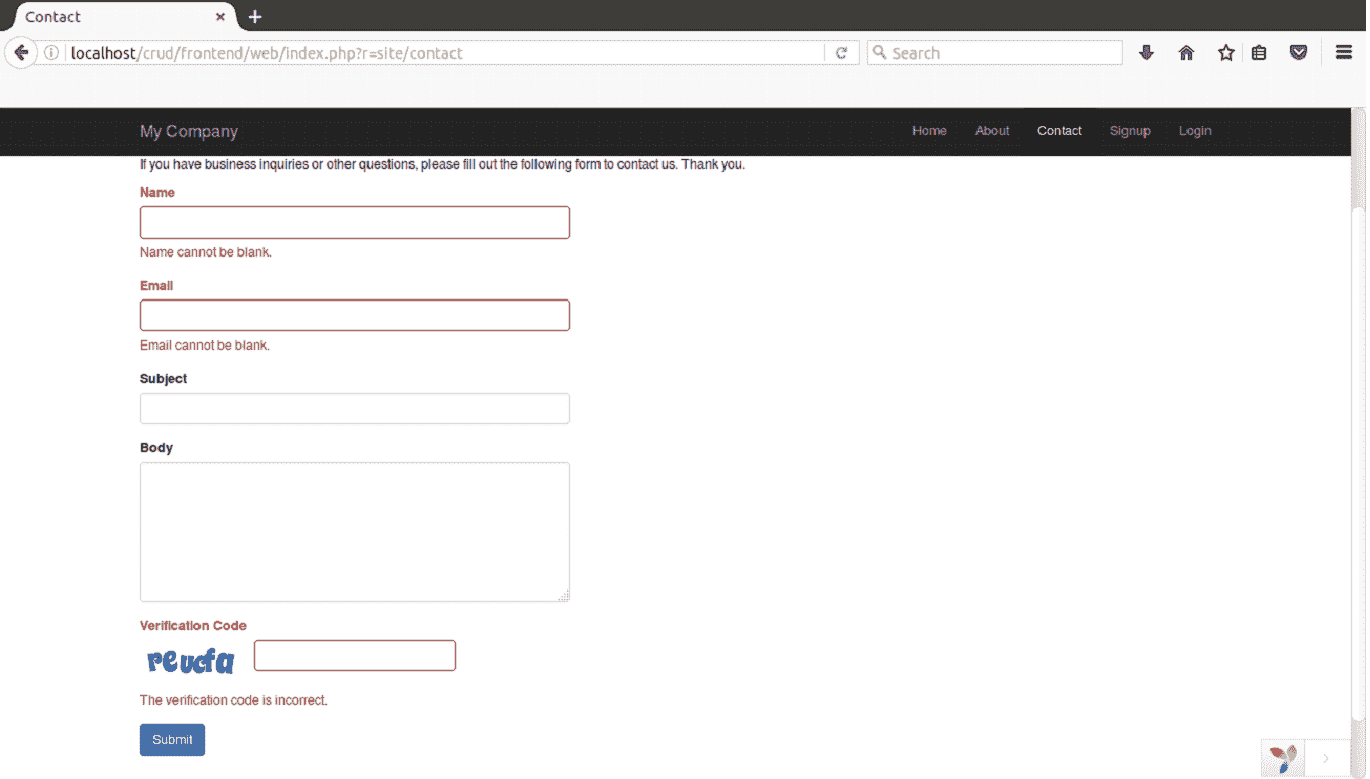 Contact
localhost/crud/frontend/web/index.php?r=site/contact
Search
My Company Home About Contact Signup Login
If you have business inquiries or other questions, please fill out the following form to contact us. Thank you.
Name
Name cannot be blank.
Email
Email cannot be blank.
Subject
Body
Verification Code
reucfa
The verification code is incorrect.
Submit